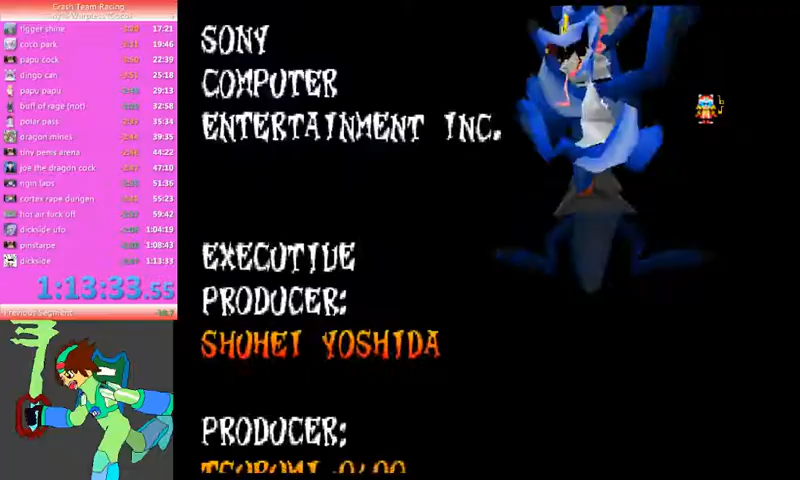 Crash Team Racing
tigger shine 17:21
coco park 19:46
papu cock 22:39
dingo can 25:18
papu papu 29:13
buff of rage (not) 32:58
polar pass 35:34
dragon mines 39:35
tiny penis arena 44:22
joe the dragon cock 47:10
ngin laps 51:36
cortex rape dungen 55:23
hot air fuck off 59:42
dickside ufo 1:04:19
pinstarpe 1:08:43
dickside 1:13:33
1:13:33.55
Previous Segment
SONY
COMPUTER
ENTERTAINMENT INC.
EXECUTIVE
PRODUCER:
SHUHEI YOSHIDA
PRODUCER: